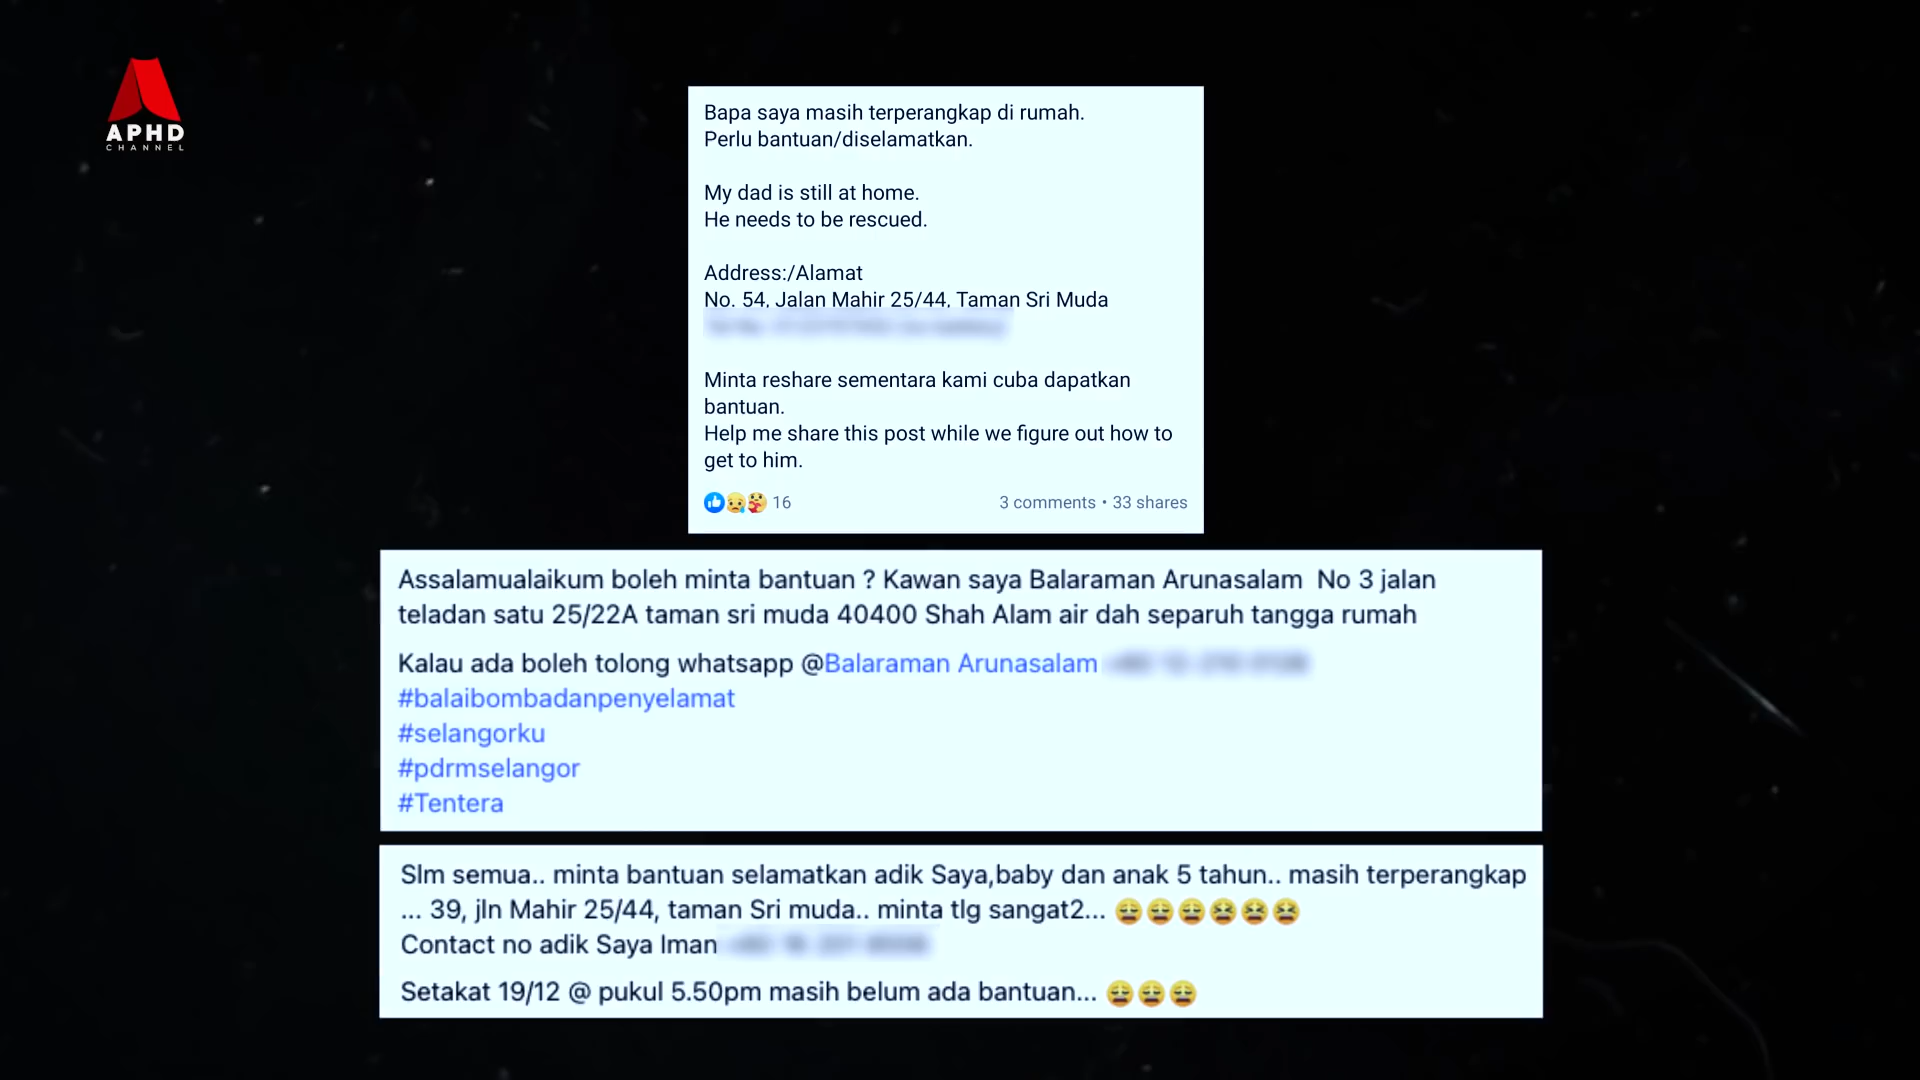 APHD
CHANNEL
Bapa saya masih terperangkap di rumah.
Perlu bantuan/diselamatkan.
My dad is still at home.
He needs to be rescued.
Address:/Alamat
No. 54, Jalan Mahir 25/44, Taman Sri Muda
Minta reshare sementara kami cuba dapatkan
bantuan.
Help me share this post while we figure out how to
get to him.
16
3 comments • 33 shares
Assalamualaikum boleh minta bantuan ? Kawan saya Balaraman Arunasalam No 3 jalan
teladan satu 25/22A taman sri muda 40400 Shah Alam air dah separuh tangga rumah
Kalau ada boleh tolong whatsapp @Balaraman Arunasalam
#balaibombadanpenyelamat
#selangorku
#pdrmselangor
#Tentera
Slm semua.. minta bantuan selamatkan adik Saya,baby dan anak 5 tahun.. masih terperangkap
... 39, jln Mahir 25/44, taman Sri muda.. minta tlg sangat2... 😩😩😩😫😫😫
Contact no adik Saya Iman
Setakat 19/12 @ pukul 5.50pm masih belum ada bantuan... 😩😩😩